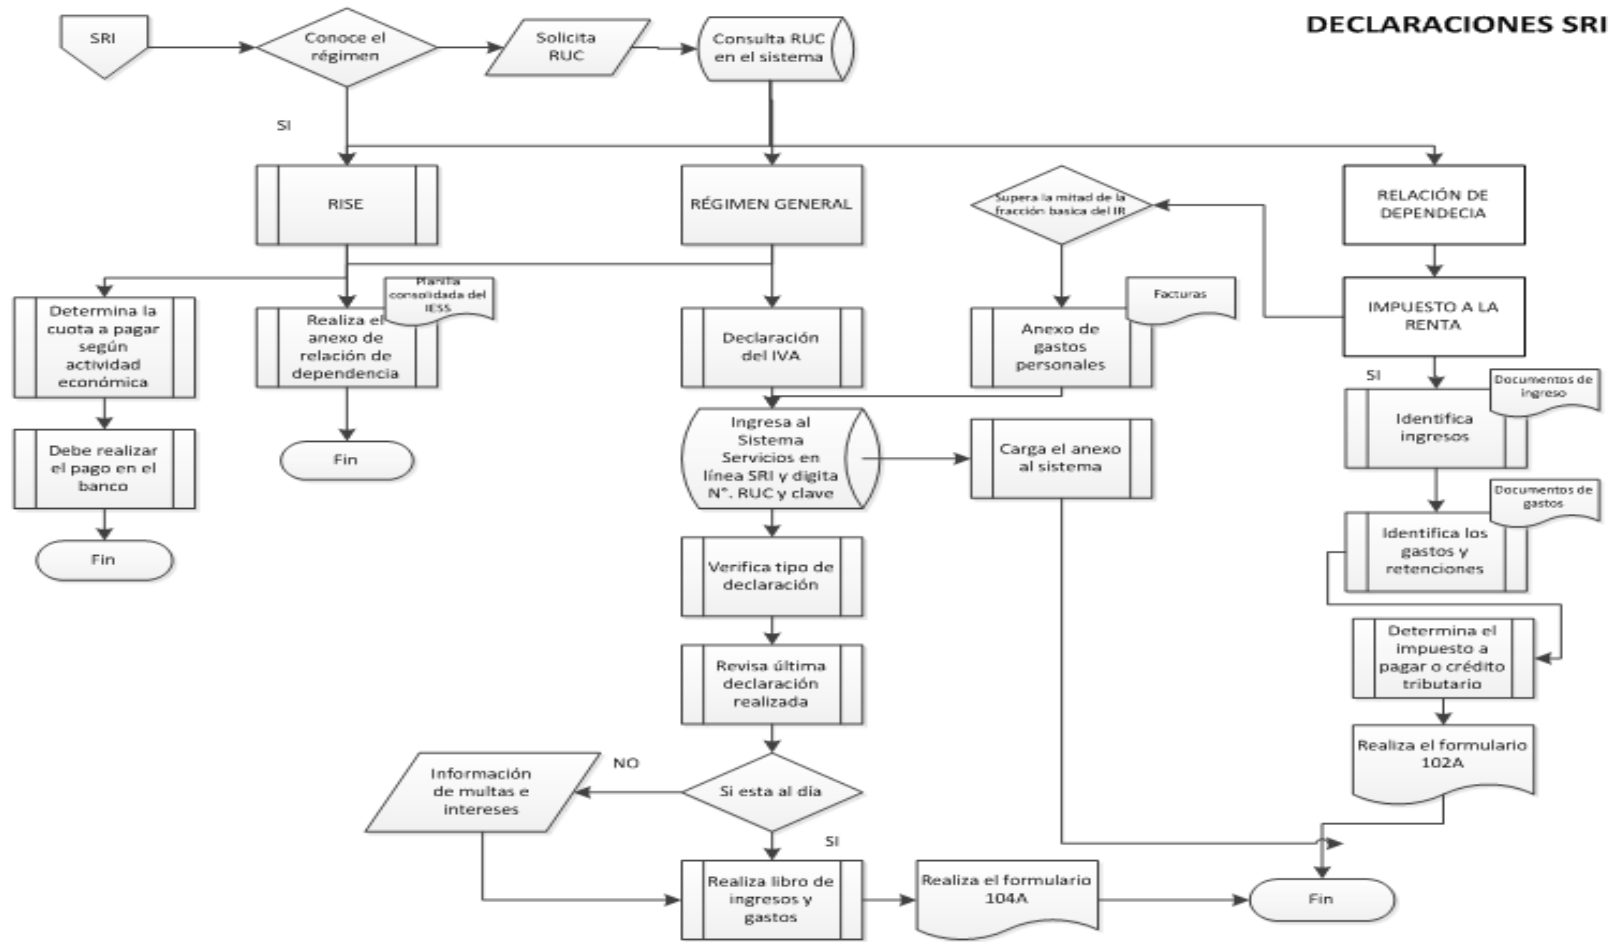 DECLARACIONES SRI
SRI
Conoce el
régimen
Solicita
RUC
Consulta RUC
en el sistema
SI
RISE
RÉGIMEN GENERAL
Supera la mitad de la
fracción basica del IR
RELACIÓN DE
DEPENDECIA
Planilla
consolidada del
IESS
Facturas
IMPUESTO A LA
RENTA
Determina la
cuota a pagar
según
actividad
económica
Realiza el
anexo de
relación de
dependencia
Declaración
del IVA
Anexo de
gastos
personales
SI
Documentos de
ingreso
Identifica
ingresos
Debe realizar
el pago en el
banco
Fin
Ingresa al
Sistema
Servicios en
línea SRI y digita
N°. RUC y clave
Carga el anexo
al sistema
Documentos de
gastos
Identifica los
gastos y
retenciones
Fin
Verifica tipo de
declaración
Determina el
impuesto a
pagar o crédito
tributario
Revisa última
declaración
realizada
Realiza el formulario
102A
Información
de multas e
intereses
NO
Si esta al día
SI
Realiza libro de
ingresos y
gastos
Realiza el formulario
104A
Fin